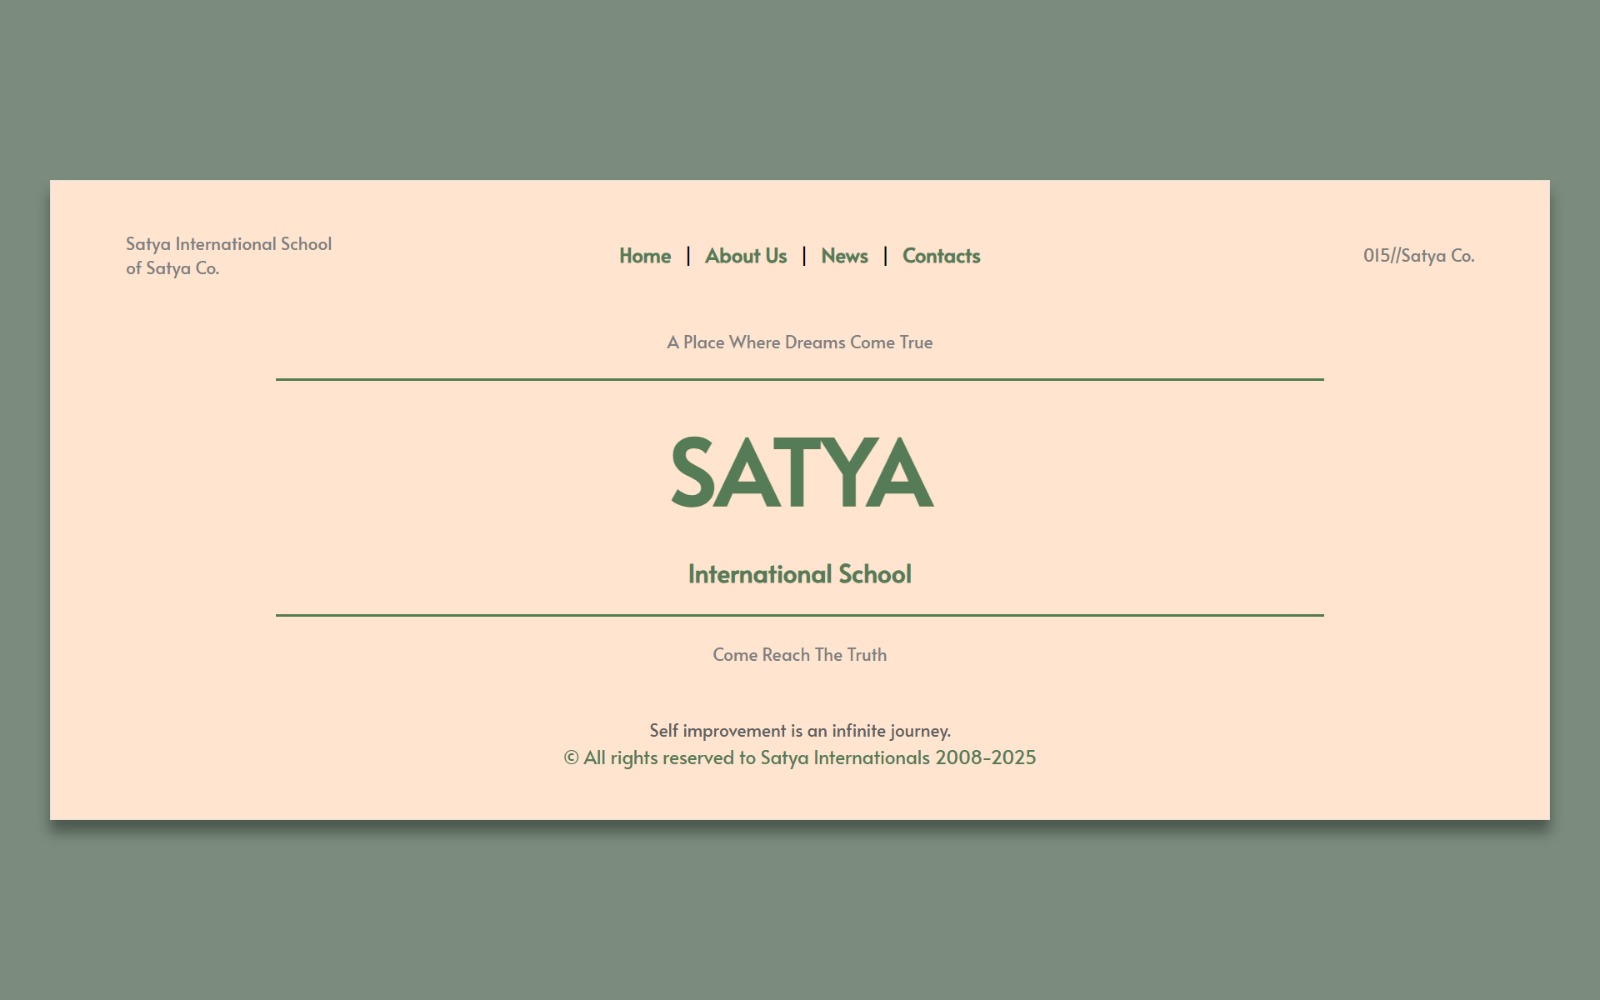 Satya International School
of Satya Co.
Home | About Us | News | Contacts
015//Satya Co.
A Place Where Dreams Come True
SATYA
International School
Come Reach The Truth
Self improvement is an infinite journey.
© All rights reserved to Satya Internationals 2008-2025